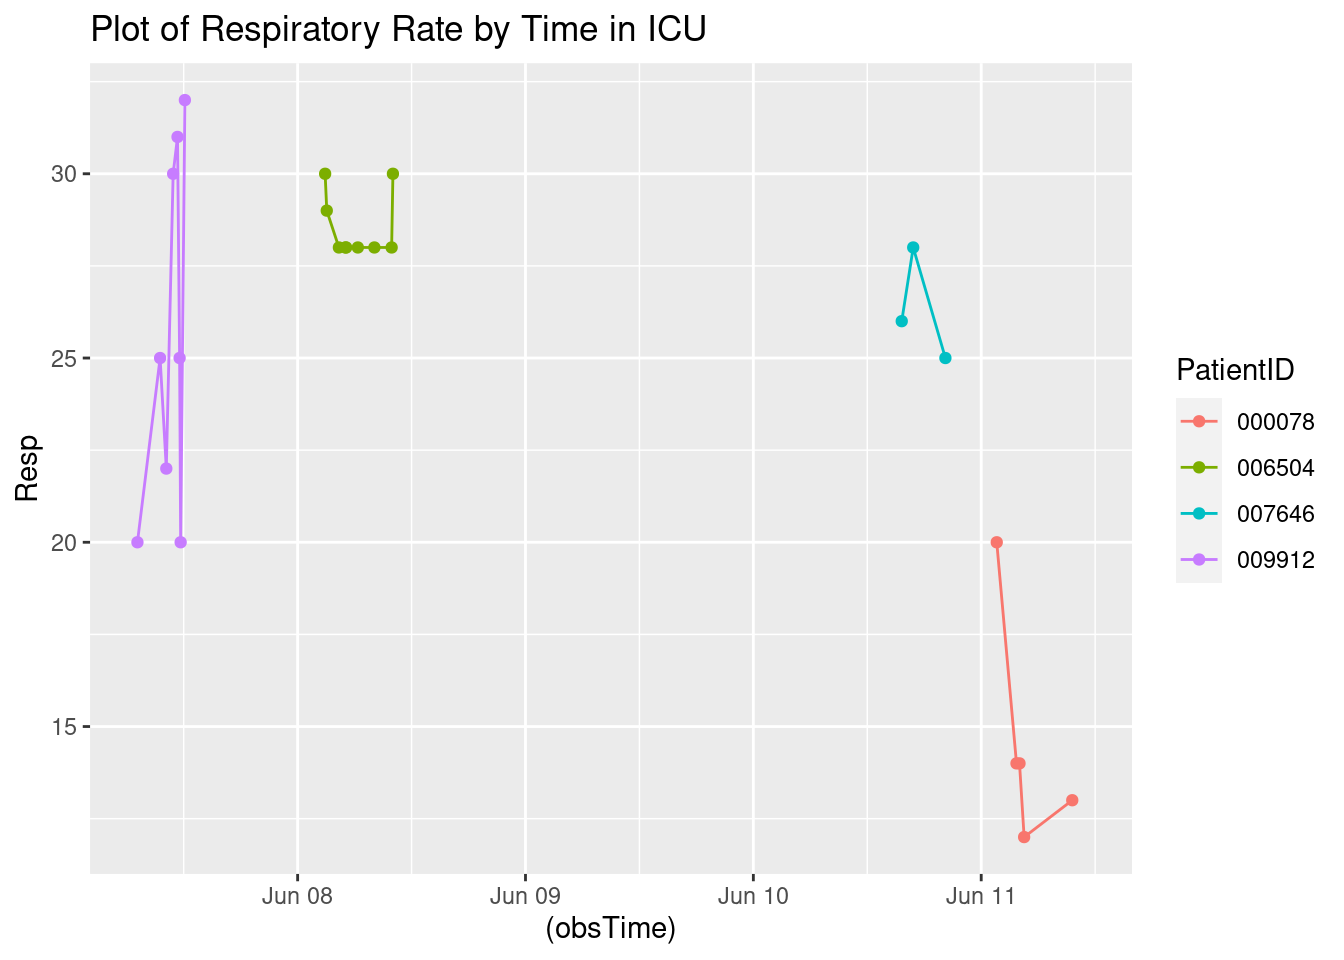 Plot of Respiratory Rate by Time in ICU
30
25
20
15
Resp
Jun 08
Jun 09
Jun 10
Jun 11
(obsTime)
PatientID
000078
006504
007646
009912